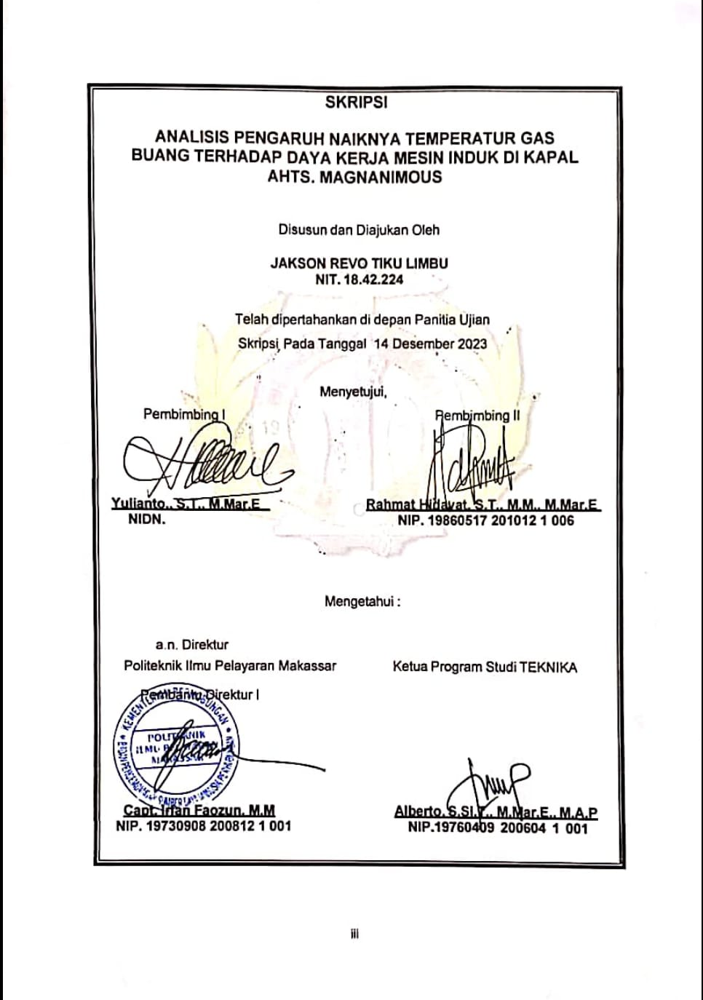 SKRIPSI
ANALISIS PENGARUH NAIKNYA TEMPERATUR GAS
BUANG TERHADAP DAYA KERJA MESIN INDUK DI KAPAL
AHTS. MAGNANIMOUS
Disusun dan Diajukan Oleh
JAKSON REVO TIKU LIMBU
NIT. 18.42.224
Telah dipertahankan di depan Panitia Ujian
Skripsi Pada Tanggal 14 Desember 2023
Menyetujui,
Pembimbing I
Pembimbing II
Yulianto., S.T., M.Mar.E
Rahmat Hidayat, S.T., M.M., M.Mar.E
NIDN.
NIP. 19860517 201012 1 006
Mengetahui :
a.n. Direktur
Politeknik Ilmu Pelayaran Makassar
Ketua Program Studi TEKNIKA
Pembantu Direktur I
KEMENTERIAN PERHUBUNGAN
POLITEKNIK
ILMU
MAKASSAR
Capt. Irfan Faozun, M.M
Alberto, S.Si.T., M.Mar.E., M.A.P
NIP. 19730908 200812 1 001
NIP.19760409 200604 1 001
iii